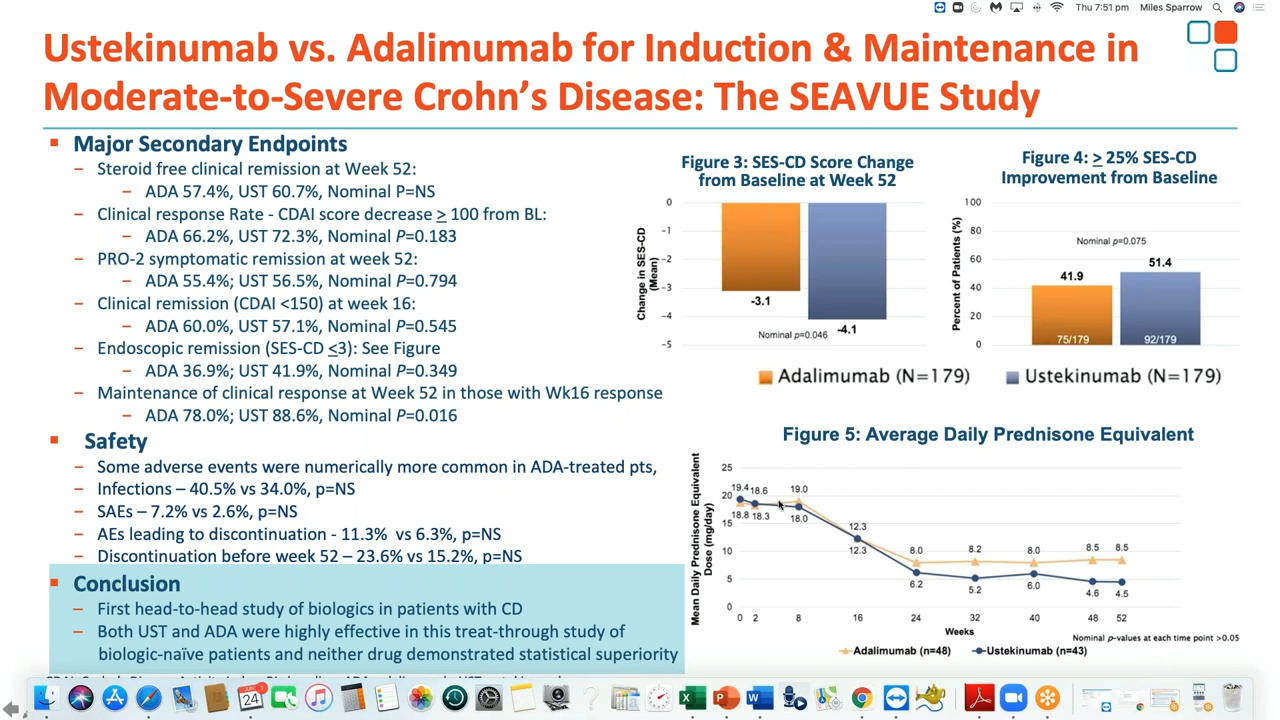 Thu 7:51 pm Miles Sparrow
Ustekinumab vs. Adalimumab for Induction & Maintenance in
Moderate-to-Severe Crohn's Disease: The SEAVUE Study
Major Secondary Endpoints
– Steroid free clinical remission at Week 52:
– ADA 57.4%, UST 60.7%, Nominal P=NS
– Clinical response Rate - CDAI score decrease ≥ 100 from BL:
– ADA 66.2%, UST 72.3%, Nominal P=0.183
– PRO-2 symptomatic remission at week 52:
– ADA 55.4%; UST 56.5%, Nominal P=0.794
– Clinical remission (CDAI <150) at week 16:
– ADA 60.0%, UST 57.1%, Nominal P=0.545
– Endoscopic remission (SES-CD ≤3): See Figure
– ADA 36.9%; UST 41.9%, Nominal P=0.349
– Maintenance of clinical response at Week 52 in those with Wk16 response
– ADA 78.0%; UST 88.6%, Nominal P=0.016
Safety
– Some adverse events were numerically more common in ADA-treated pts,
– Infections – 40.5% vs 34.0%, p=NS
– SAEs – 7.2% vs 2.6%, p=NS
– AEs leading to discontinuation - 11.3% vs 6.3%, p=NS
– Discontinuation before week 52 – 23.6% vs 15.2%, p=NS
Conclusion
– First head-to-head study of biologics in patients with CD
– Both UST and ADA were highly effective in this treat-through study of
biologic-naïve patients and neither drug demonstrated statistical superiority
Figure 3: SES-CD Score Change
from Baseline at Week 52
Change in SES-CD
(Mean)
0
-1
-2
-3
-4
-5
-3.1
-4.1
Nominal p=0.046
Figure 4: ≥ 25% SES-CD
Improvement from Baseline
Percent of Patients (%)
100
80
60
40
20
0
Nominal p=0.075
41.9
51.4
75/179
92/179
Adalimumab (N=179)
Ustekinumab (N=179)
Figure 5: Average Daily Prednisone Equivalent
Mean Daily Prednisone Equivalent
Dose (mg/day)
25
20
15
10
5
0
19.4 18.6 19.0
18.8 18.3 18.0
12.3
12.3
8.0 8.2 8.0 8.5 8.5
6.2 5.2 6.0 4.6 4.5
0 2 8 16 24 32 40 48 52
Weeks
Nominal p-values at each time point >0.05
Adalimumab (n=48)
Ustekinumab (n=43)
24